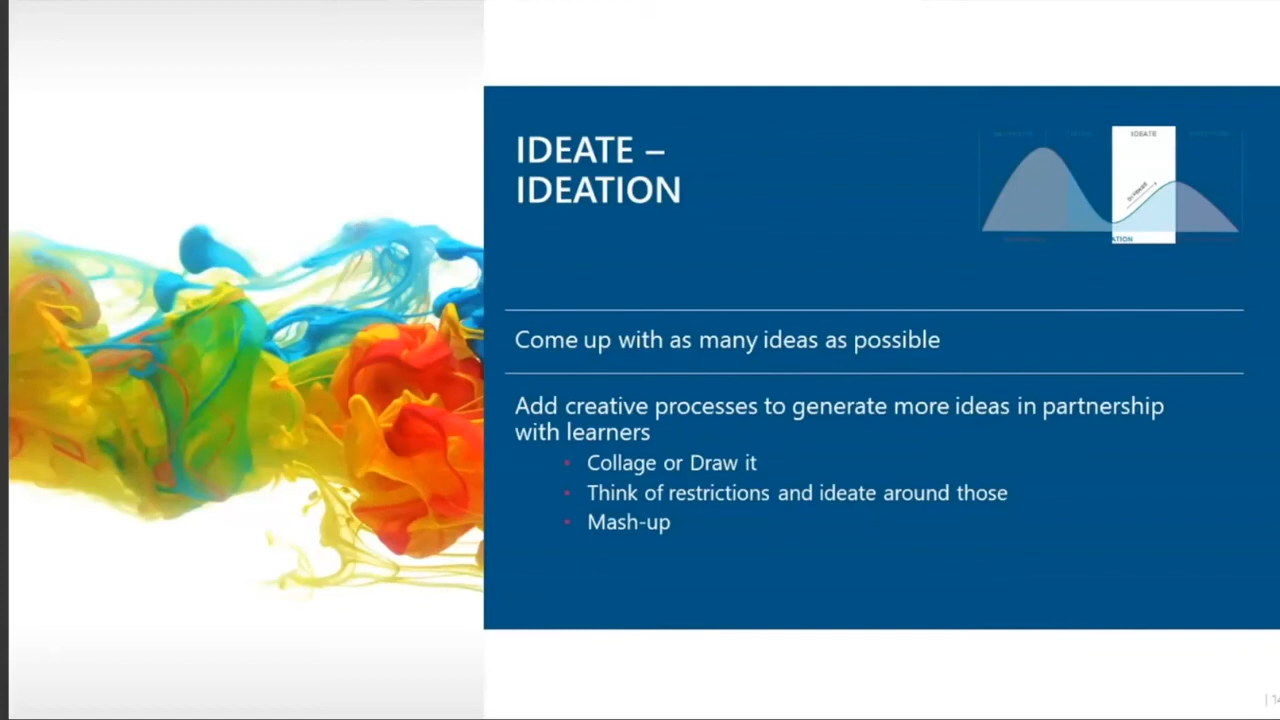 IDEATE –
IDEATION
IDEATE
Come up with as many ideas as possible
Add creative processes to generate more ideas in partnership
with learners
• Collage or Draw it
• Think of restrictions and ideate around those
• Mash-up